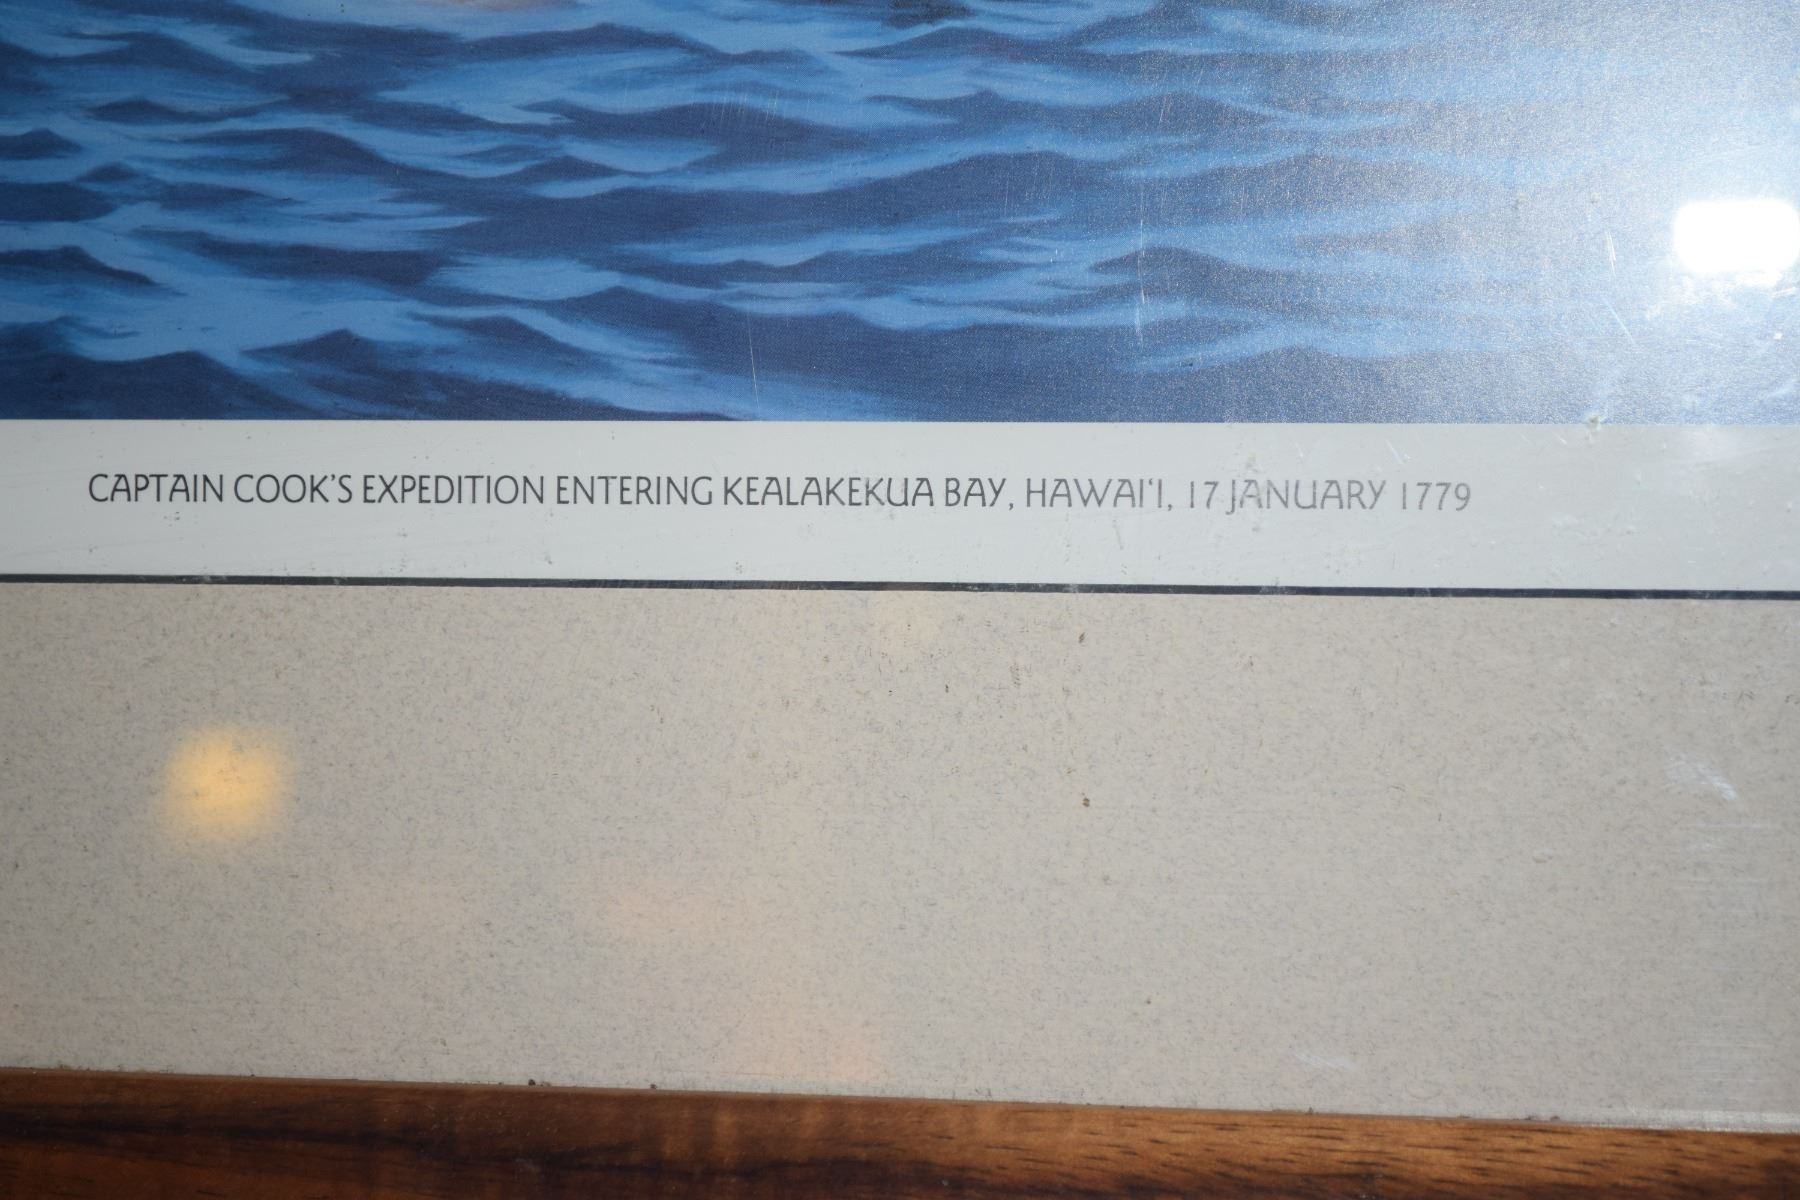 CAPTAIN COOK'S EXPEDITION ENTERING KEALAKEKUA BAY, HAWAI‘I, 17 JANUARY 1779